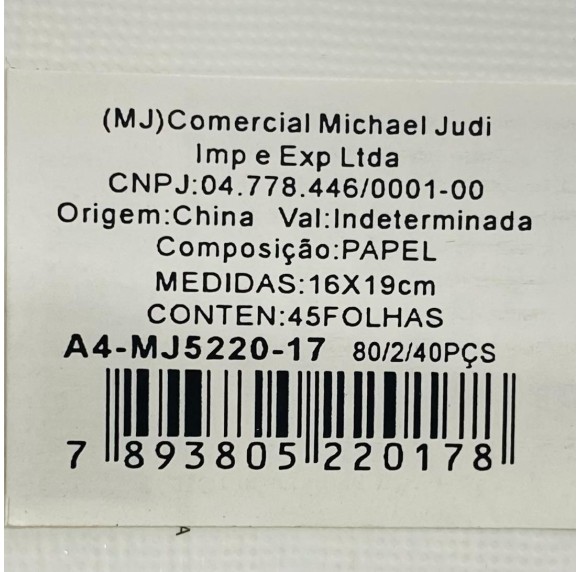 (MJ)Comercial Michael Judi
Imp e Exp Ltda
CNPJ:04.778.446/0001-00
Origem:China Val:Indeterminada
Composição:PAPEL
MEDIDAS:16X19cm
CONTEN:45FOLHAS
A4-MJ5220-17 80/2/40PÇS
7 893805 220178
A